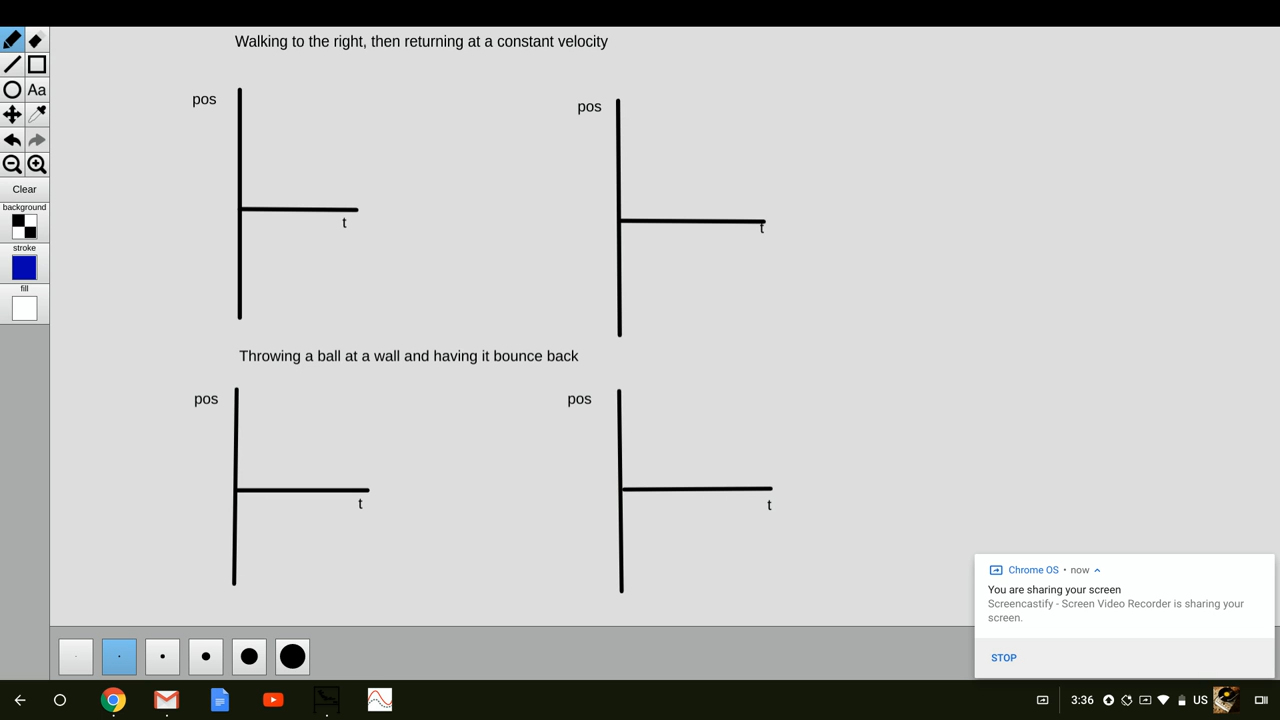 Walking to the right, then returning at a constant velocity
pos
pos
t
t
Throwing a ball at a wall and having it bounce back
pos
pos
t
t
Aa
Clear
background
stroke
fill
Chrome OS • now
You are sharing your screen
Screencastify - Screen Video Recorder is sharing your
screen.
STOP
3:36
US